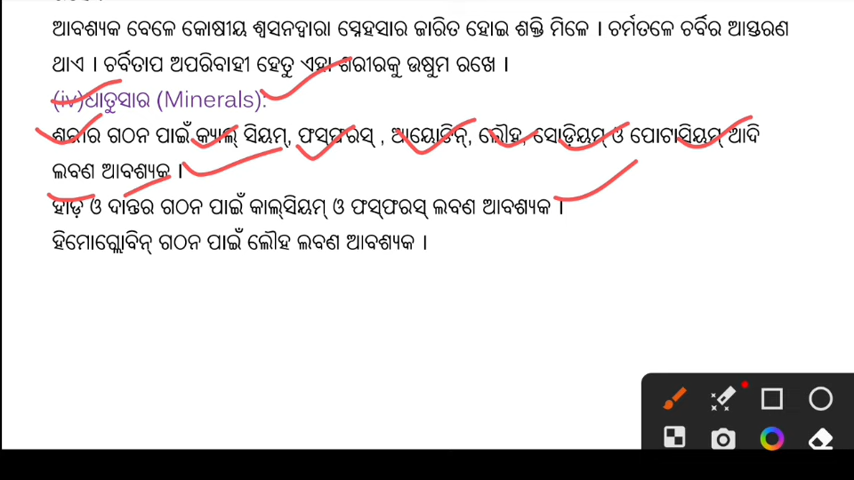 ଆବଶ୍ୟକ ବେଳେ କୋଷୀୟ ଶ୍ୱସନଦ୍ୱାରା ସ୍ନେହସାର ଜାରିତ ହୋଇ ଶକ୍ତି ମିଳେ । ଚର୍ମତଳେ ଚର୍ବିର ଆସ୍ତରଣ
ଥାଏ । ଚର୍ବିତାପ ଅପରିବାହୀ ହେତୁ ଏହା ଶରୀରକୁ ଉଷୁମ ରଖେ ।
(iv)ଧାତୁସାର (Minerals):
ଶରୀର ଗଠନ ପାଇଁ କ୍ୟାଲ୍ ସିୟମ୍, ଫସ୍‌ଫରସ୍ , ଆୟୋଡିନ୍, ଲୌହ, ସୋଡ଼ିୟମ୍ ଓ ପୋଟାସିୟମ୍ ଆଦି
ଲବଣ ଆବଶ୍ୟକ ।
ହାଡ଼ ଓ ଦାନ୍ତର ଗଠନ ପାଇଁ କାଲ୍‌ସିୟମ୍ ଓ ଫସ୍‌ଫରସ୍ ଲବଣ ଆବଶ୍ୟକ ।
ହିମୋଗ୍ଲୋବିନ୍ ଗଠନ ପାଇଁ ଲୌହ ଲବଣ ଆବଶ୍ୟକ ।